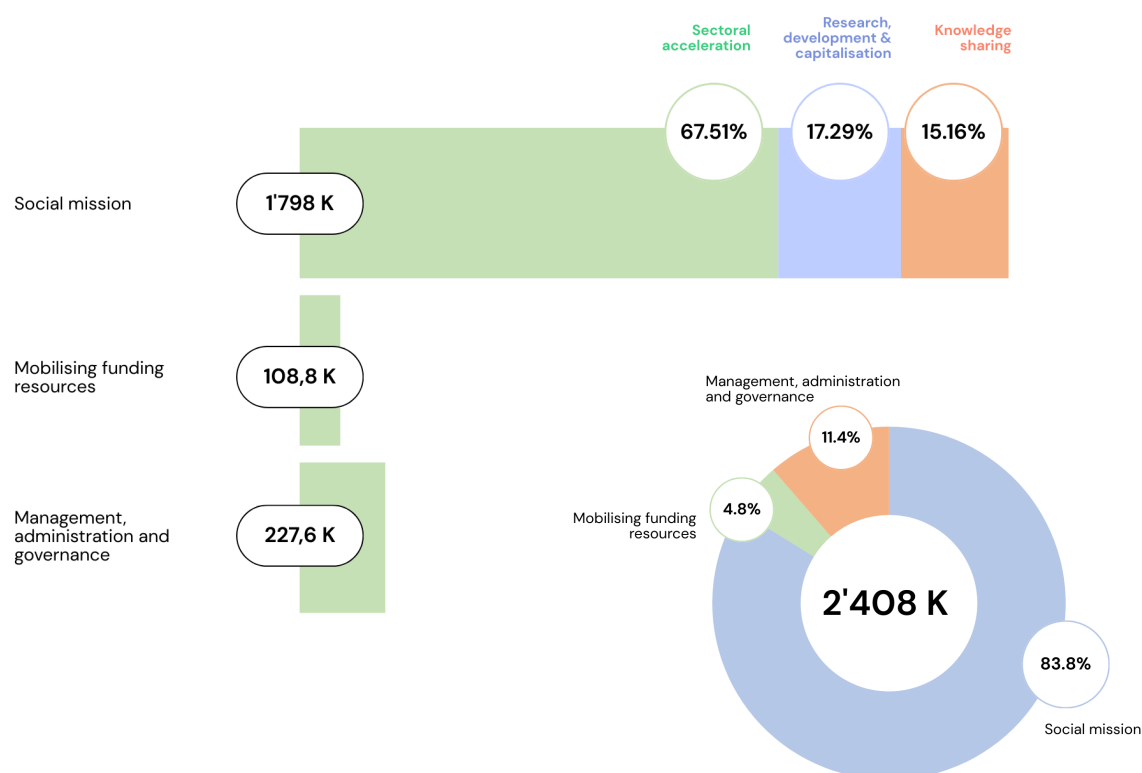 Sectoral
acceleration
Research,
development &
capitalisation
Knowledge
sharing
67.51%
17.29%
15.16%
Social mission
1'798 K
Mobilising funding
resources
108,8 K
Management,
administration and
governance
227,6 K
Management, administration
and governance
11.4%
4.8%
Mobilising funding
resources
2'408 K
83.8%
Social mission